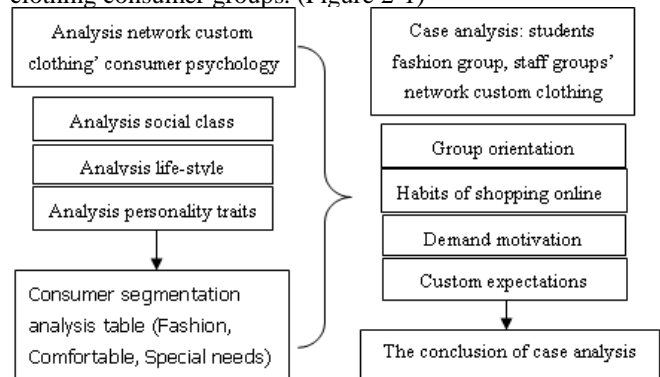 clothing consumer groups. (Figure 2-1)
Analysis network custom
clothing' consumer psychology
Analysis social class
Analysis life-style
Analysis personality traits
Consumer segmentation
analysis table (Fashion,
Comfortable, Special needs)
Case analysis: students
fashion group, staff groups'
network custom clothing
Group orientation
Habits of shopping online
Demand motivation
Custom expectations
The conclusion of case analysis